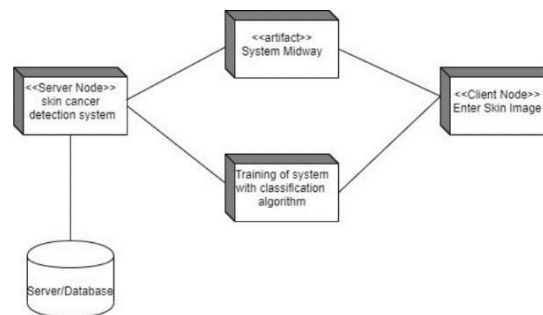 <<artifact>>
System Midway
<<Server Node>>
skin cancer
detection system
<<Client Node>>
Enter Skin Image
Training of system
with classification
algorithm
Server/Database